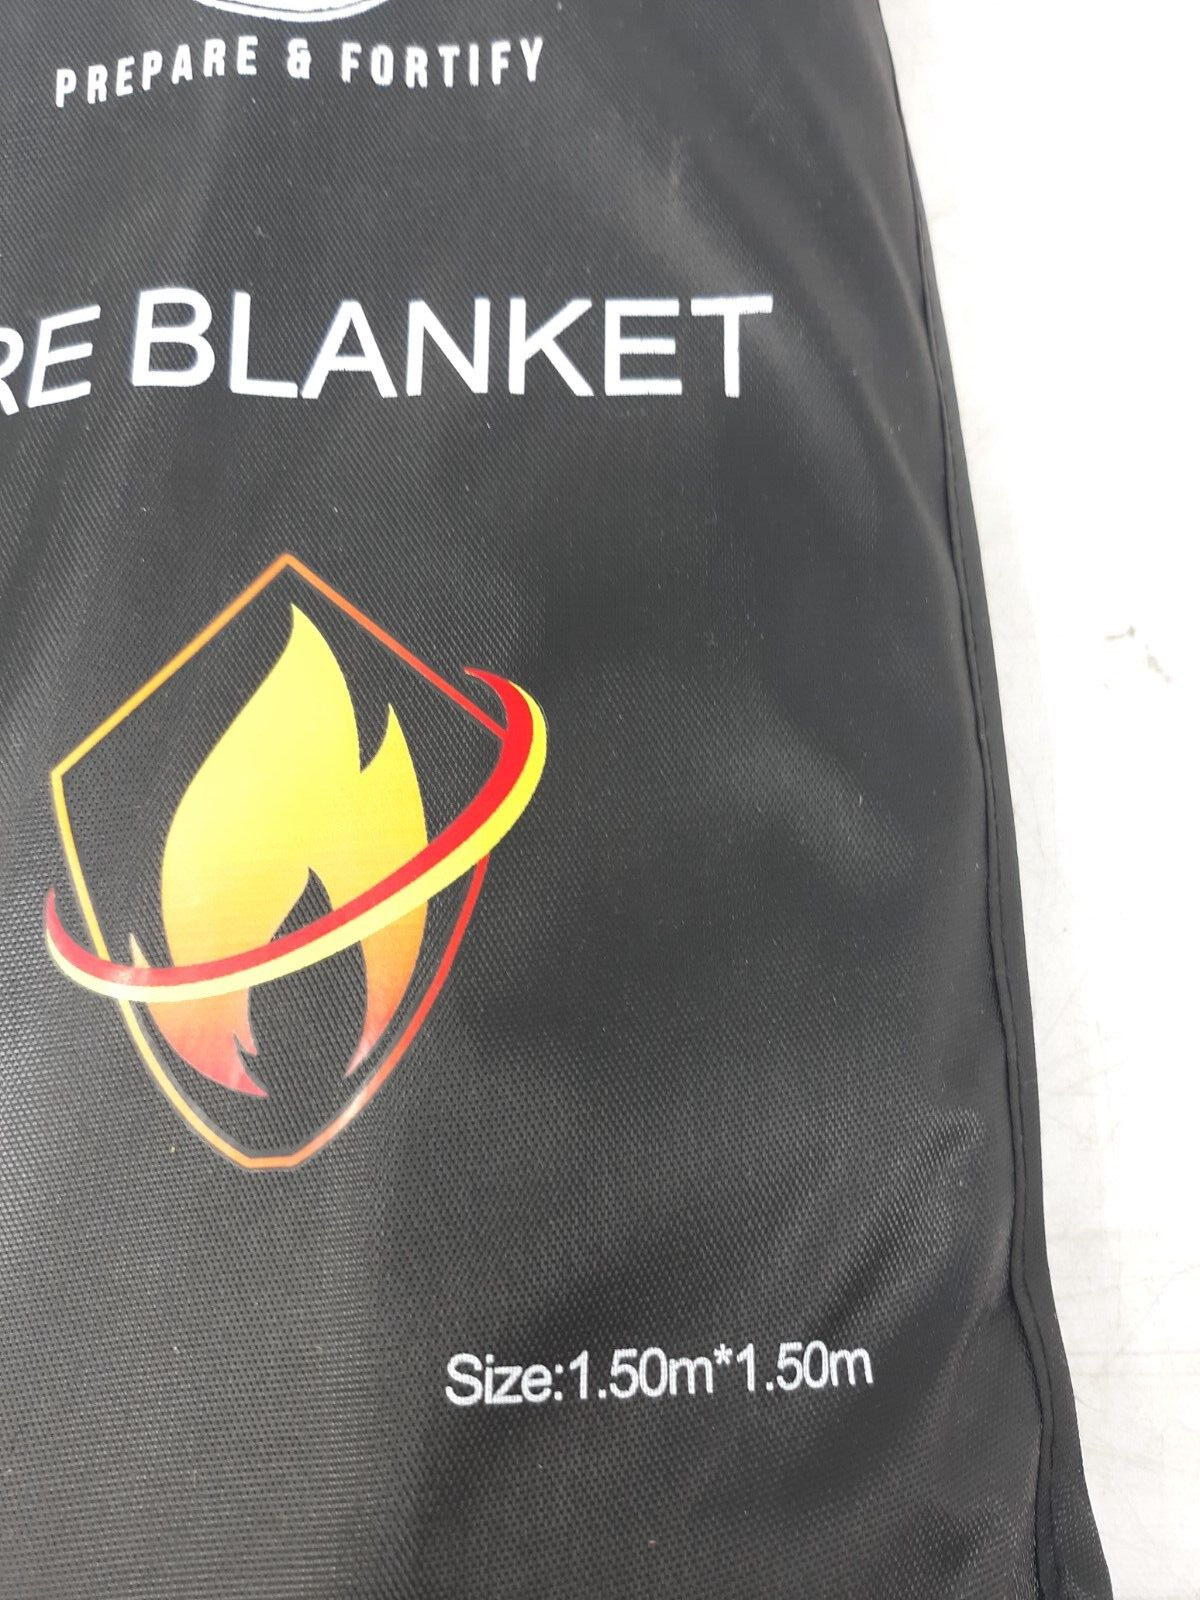 PREPARE & FORTIFY
RE BLANKET
Size:1.50m*1.50m